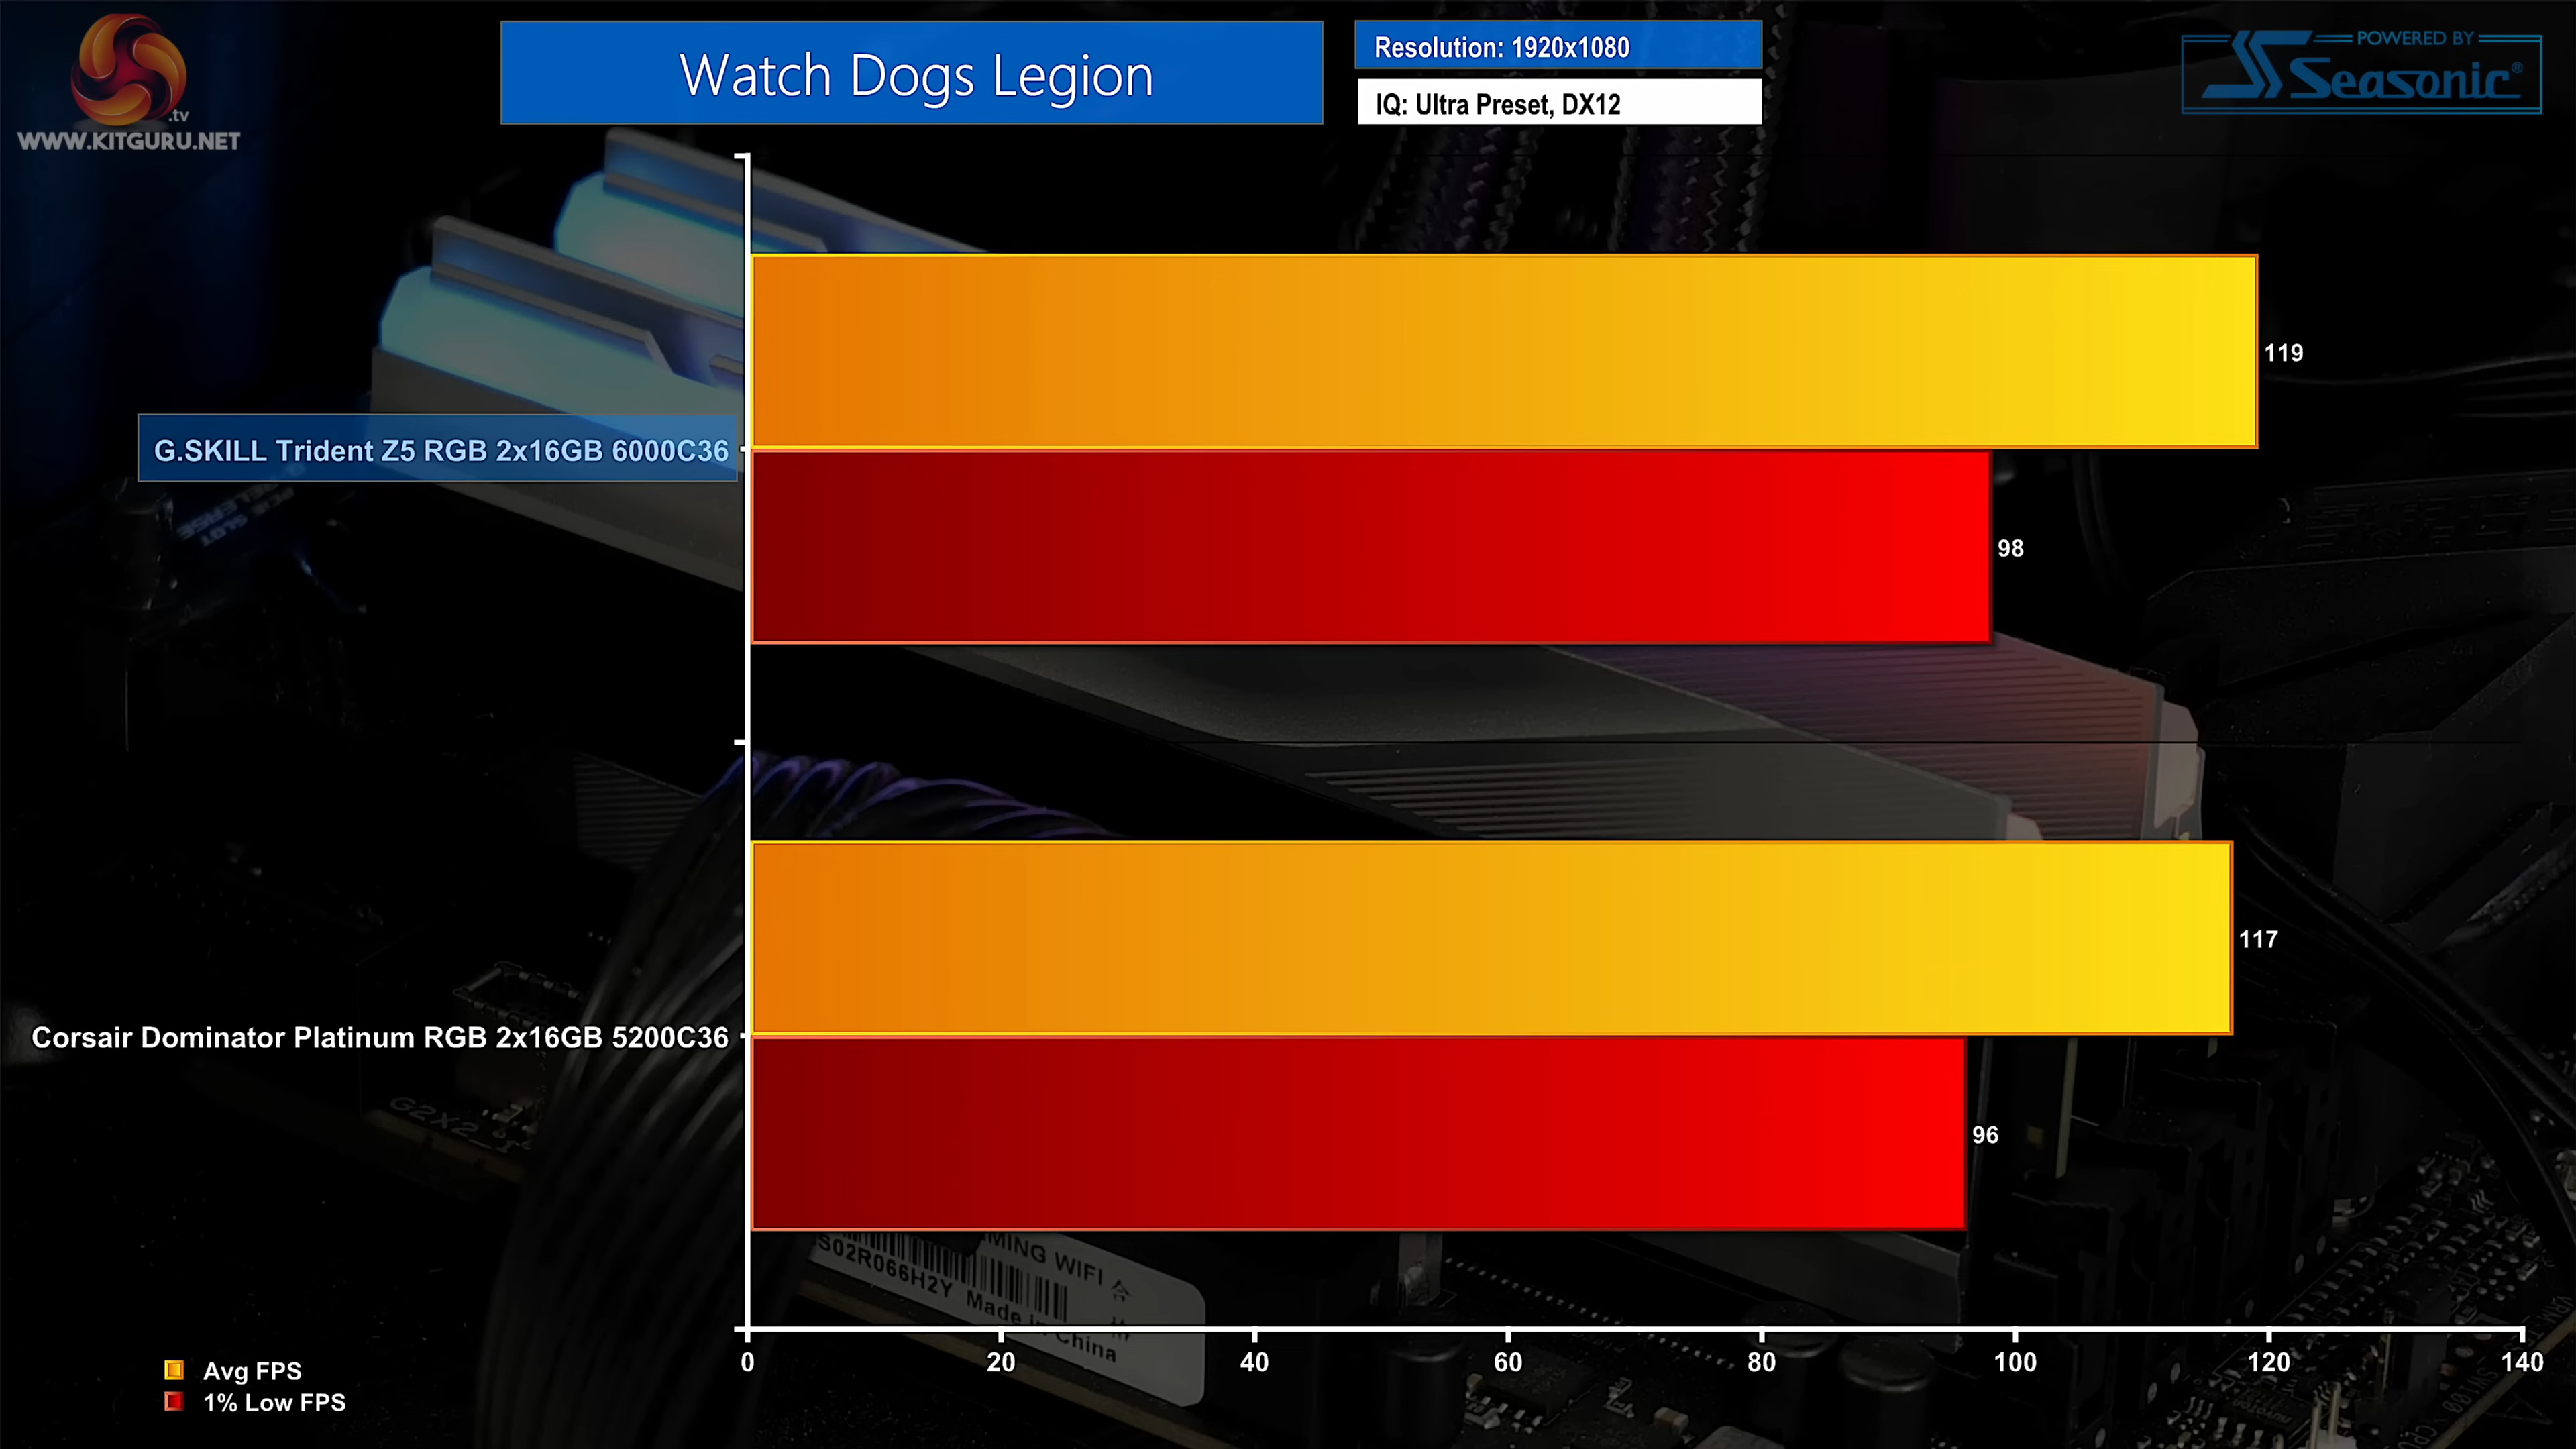 .tv
WWW.KITGURU.NET
Watch Dogs Legion
Resolution: 1920x1080
IQ: Ultra Preset, DX12
POWERED BY
Seasonic®
119
G.SKILL Trident Z5 RGB 2x16GB 6000C36
98
117
Corsair Dominator Platinum RGB 2x16GB 5200C36
96
G2X2_1
MING WIFI
S02R066H2Y
Made in China
0 20 40 60 80 100 120 140
Avg FPS
1% Low FPS